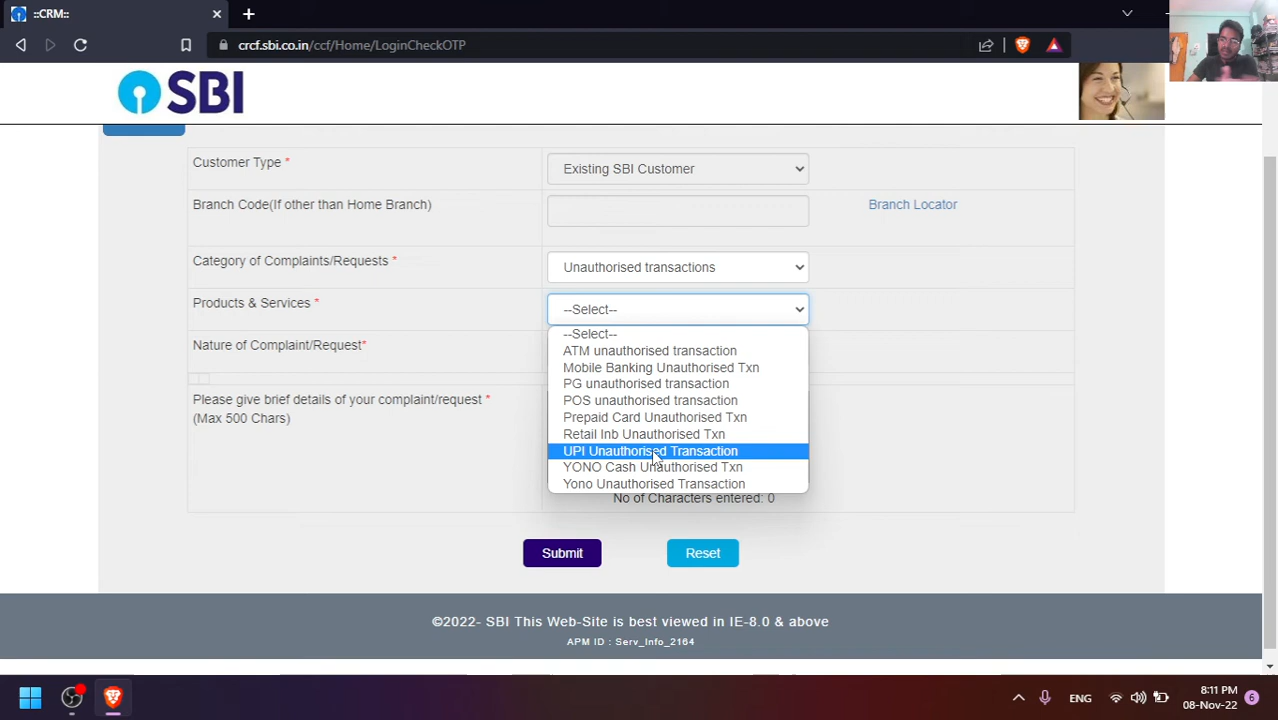 ::CRM::
crcf.sbi.co.in/ccf/Home/LoginCheckOTP
SBI
Customer Type *
Existing SBI Customer
Branch Code(If other than Home Branch)
Branch Locator
Category of Complaints/Requests *
Unauthorised transactions
Products & Services *
--Select--
--Select--
ATM unauthorised transaction
Nature of Complaint/Request*
Mobile Banking Unauthorised Txn
PG unauthorised transaction
POS unauthorised transaction
Please give brief details of your complaint/request *
(Max 500 Chars)
Prepaid Card Unauthorised Txn
Retail Inb Unauthorised Txn
UPI Unauthorised Transaction
YONO Cash Unauthorised Txn
Yono Unauthorised Transaction
No of Characters entered: 0
Submit
Reset
©2022- SBI This Web-Site is best viewed in IE-8.0 & above
APM ID : Serv_Info_2164
ENG
8:11 PM
08-Nov-22
6